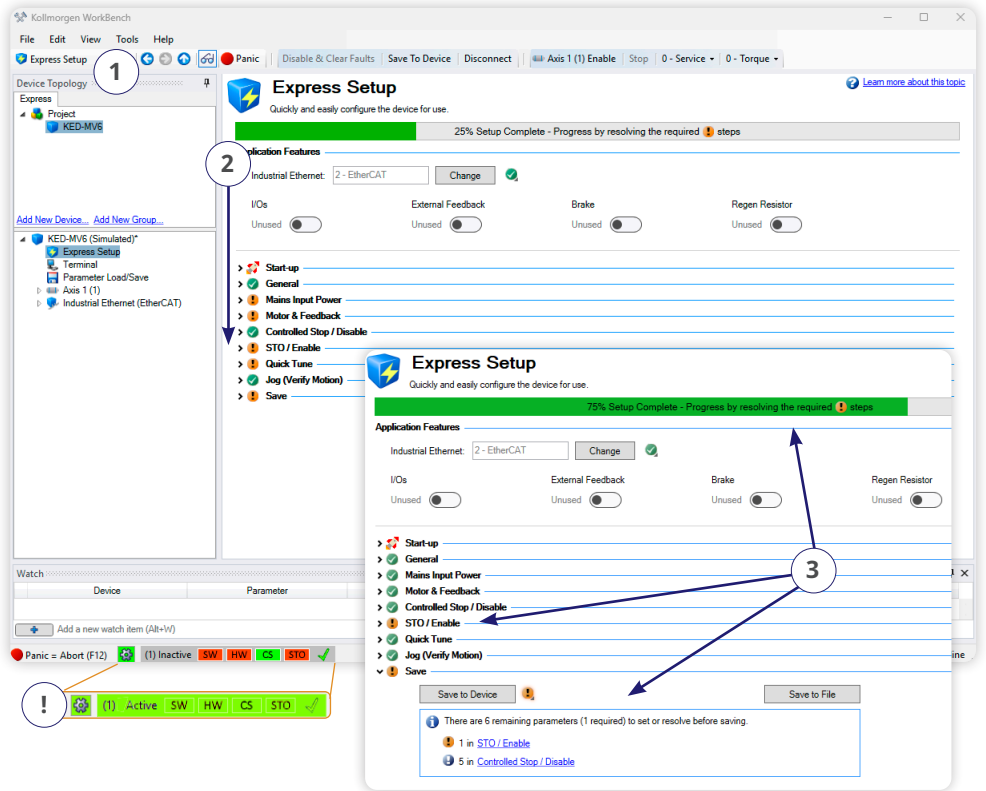 Kollmorgen WorkBench
File Edit View Tools Help
Express Setup
Panic Disable & Clear Faults Save To Device Disconnect Axis 1 (1) Enable Stop 0 - Service 0 - Torque
1
Device Topology
Express
Project
KED-MV6
Add New Device... Add New Group...
KED-MV6 (Simulated)*
Express Setup
Terminal
Parameter Load/Save
Axis 1 (1)
Industrial Ethernet (EtherCAT)
Express Setup
Learn more about this topic
Quickly and easily configure the device for use.
25% Setup Complete - Progress by resolving the required ! steps
2
plication Features
Industrial Ethernet: 2 - EtherCAT Change
I/Os External Feedback Brake Regen Resistor
Unused Unused Unused Unused
Start-up
General
Mains Input Power
Motor & Feedback
Controlled Stop / Disable
STO / Enable
Quick Tune
Jog (Verify Motion)
Save
Express Setup
Quickly and easily configure the device for use.
75% Setup Complete - Progress by resolving the required ! steps
Application Features
Industrial Ethernet: 2 - EtherCAT Change
I/Os External Feedback Brake Regen Resistor
Unused Unused Unused Unused
Start-up
General
Mains Input Power
Motor & Feedback
Controlled Stop / Disable
STO / Enable
Quick Tune
Jog (Verify Motion)
Save
3
Save to Device Save to File
There are 6 remaining parameters (1 required) to set or resolve before saving.
1 in STO / Enable
5 in Controlled Stop / Disable
Watch
Device Parameter
Add a new watch item (Alt+W)
Panic = Abort (F12) (1) Inactive SW HW CS STO ine
! (1) Active SW HW CS STO